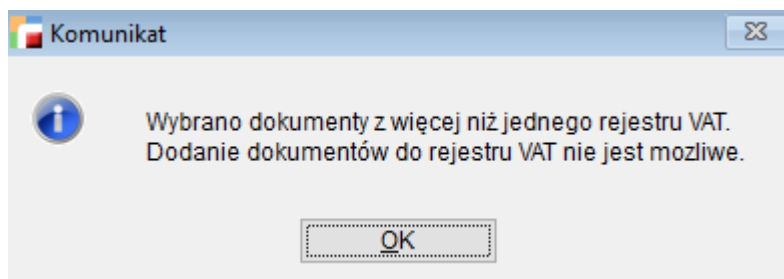 Komunikat
Wybrano dokumenty z więcej niż jednego rejestru VAT.
Dodanie dokumentów do rejestru VAT nie jest mozliwe.
OK